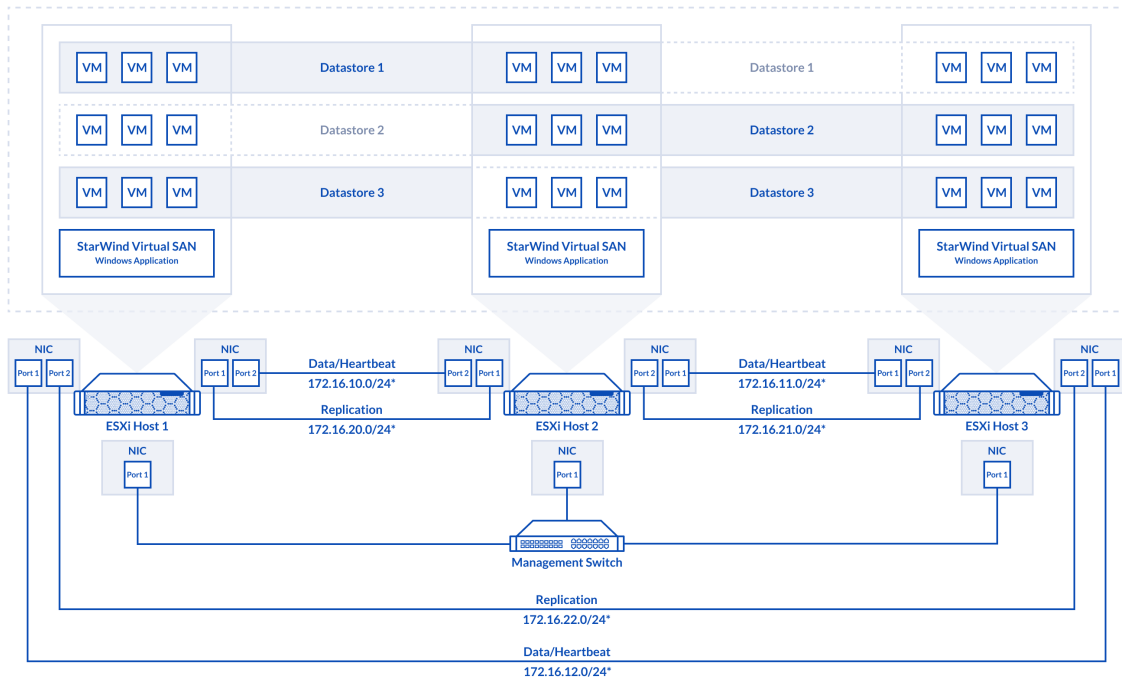 VM VM VM Datastore 1 VM VM VM Datastore 1 VM VM VM
VM VM VM Datastore 2 VM VM VM Datastore 2 VM VM VM
VM VM VM Datastore 3 VM VM VM Datastore 3 VM VM VM
StarWind Virtual SAN
Windows Application
StarWind Virtual SAN
Windows Application
StarWind Virtual SAN
Windows Application
NIC
Port 1 Port 2
NIC
Port 1 Port 2
Data/Heartbeat
172.16.10.0/24*
Replication
172.16.20.0/24*
NIC
Port 2 Port 1
NIC
Port 2 Port 1
Data/Heartbeat
172.16.11.0/24*
Replication
172.16.21.0/24*
NIC
Port 1 Port 2
NIC
Port 2 Port 1
ESXi Host 1
ESXi Host 2
ESXi Host 3
NIC
Port 1
NIC
Port 1
NIC
Port 1
Management Switch
Replication
172.16.22.0/24*
Data/Heartbeat
172.16.12.0/24*